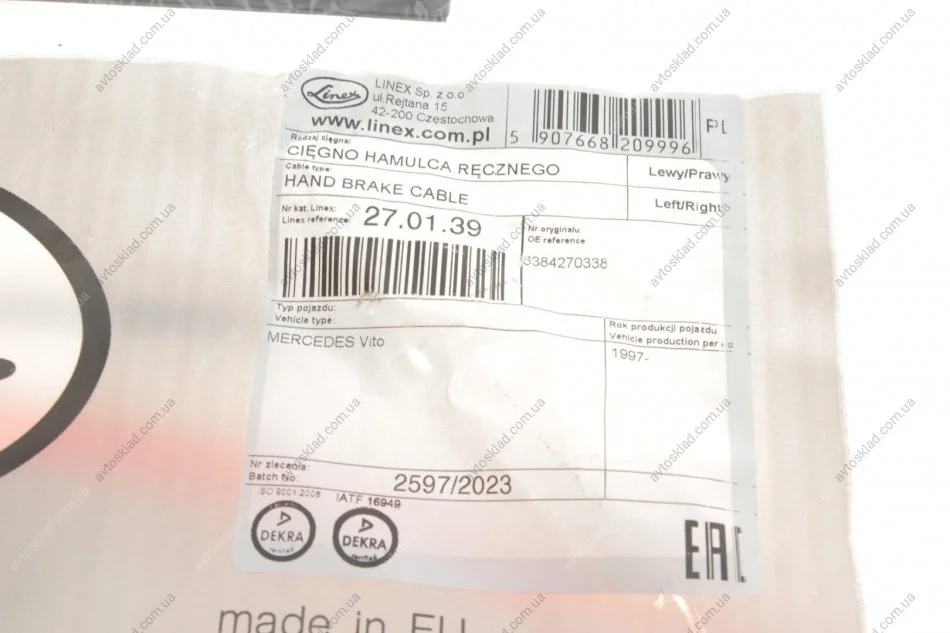 Linex
LINEX Sp. z o.o
ul.Rejtana 15
42-200 Częstochowa
www.linex.com.pl
5 907668 209996
PL
Rodzaj cięgna:
CIĘGNO HAMULCA RĘCZNEGO
Lewy/Prawy
Cable type:
HAND BRAKE CABLE
Left/Right
Nr kat. Linex:
Linex reference:
27.01.39
Nr oryginału:
OE reference
6384270338
Typ pojazdu:
Vehicle type:
MERCEDES Vito
Rok produkcji pojazdu
Vehicle production per
1997-
Nr zlecenia:
Batch No:
2597/2023
ISO 9001:2008
IATF 16949
DEKRA
DEKRA
EAC
made in EU
avtosklad.com.ua